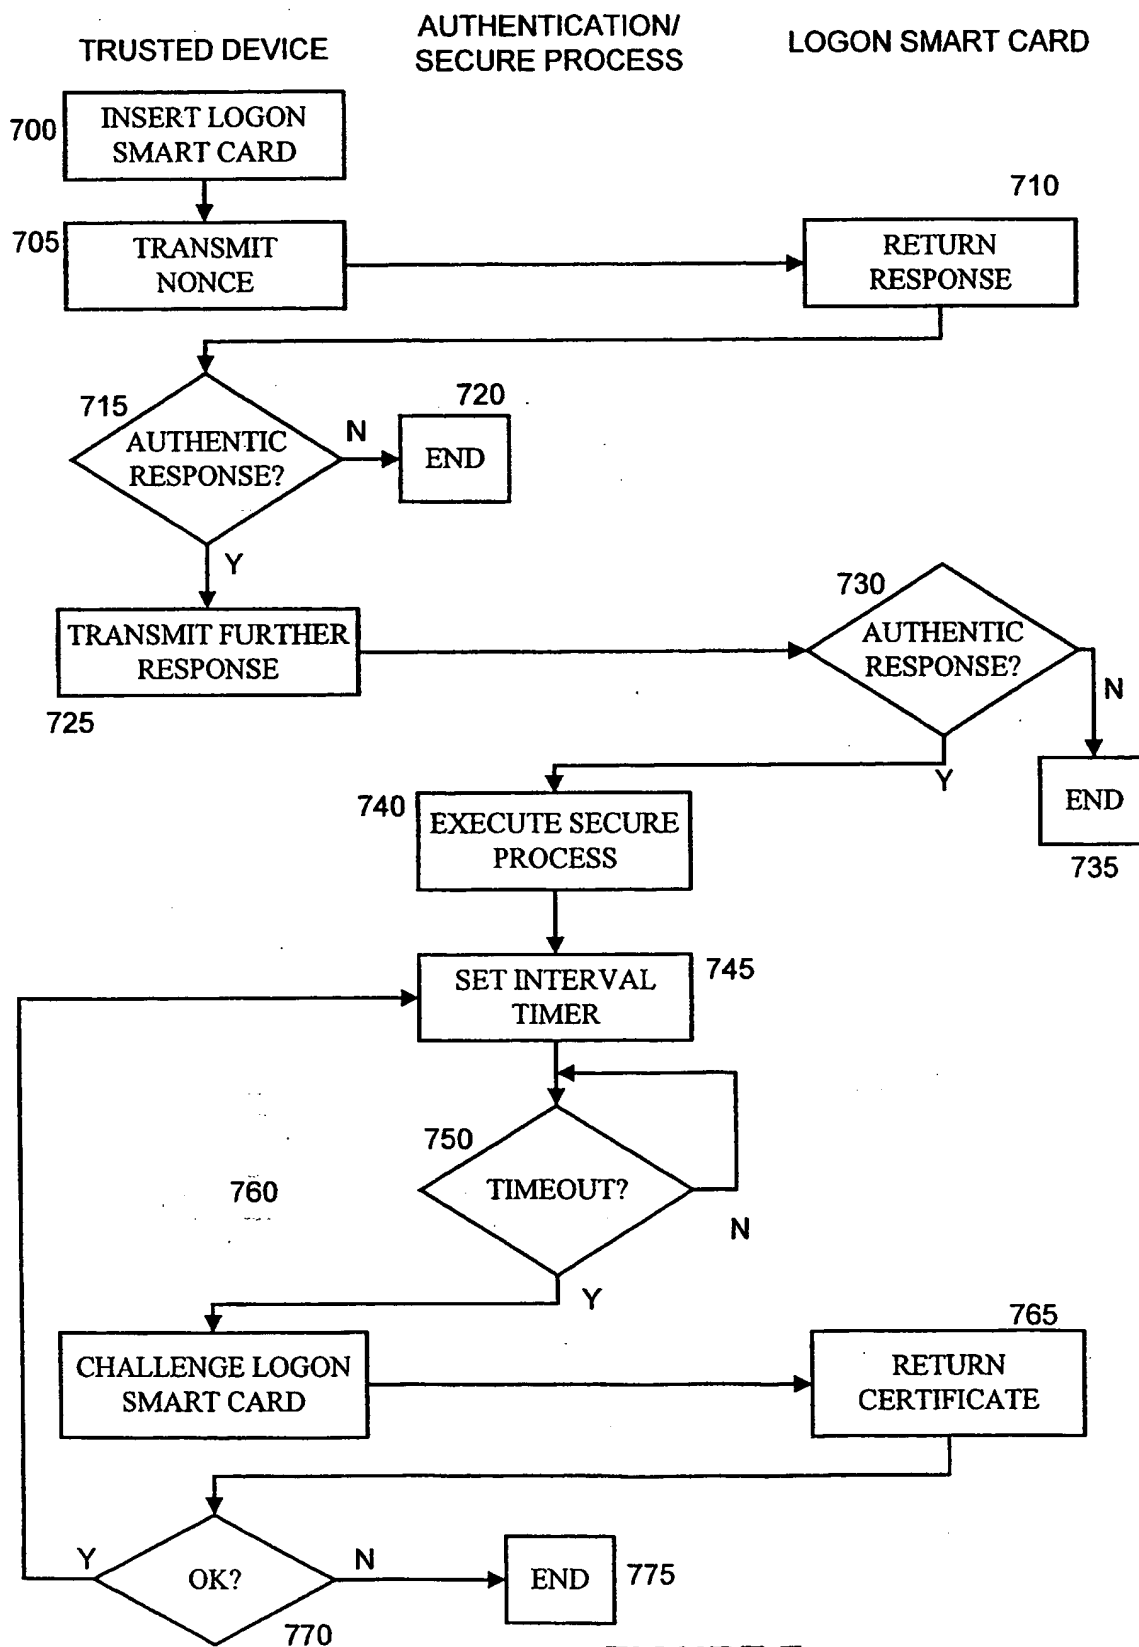 TRUSTED DEVICE
AUTHENTICATION/
SECURE PROCESS
LOGON SMART CARD
700
INSERT LOGON
SMART CARD
705
TRANSMIT
NONCE
710
RETURN
RESPONSE
715
AUTHENTIC
RESPONSE?
N
720
END
Y
TRANSMIT FURTHER
RESPONSE
725
730
AUTHENTIC
RESPONSE?
N
Y
END
735
740
EXECUTE SECURE
PROCESS
SET INTERVAL
TIMER
745
750
TIMEOUT?
N
760
Y
CHALLENGE LOGON
SMART CARD
765
RETURN
CERTIFICATE
Y
OK?
N
770
END
775